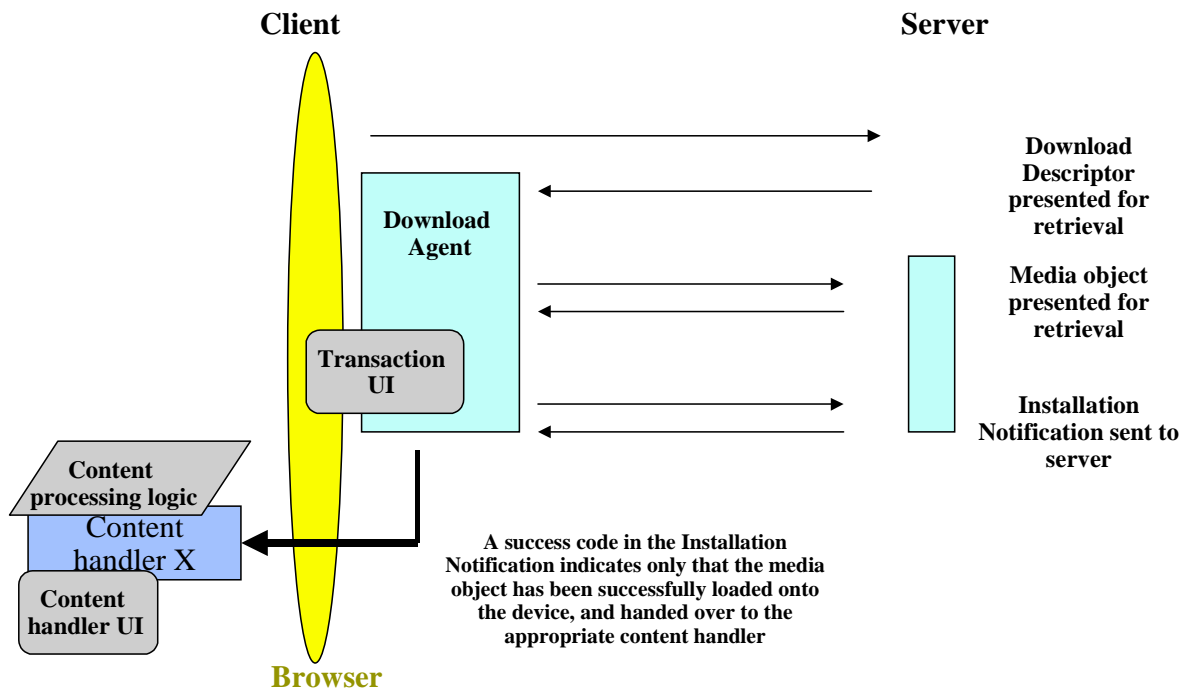 Client
Server
Download
Descriptor
presented for
retrieval
Download
Agent
Media object
presented for
retrieval
Transaction
UI
Installation
Notification sent to
server
Content
processing logic
Content
handler X
Content
handler UI
A success code in the Installation
Notification indicates only that the media
object has been successfully loaded onto
the device, and handed over to the
appropriate content handler
Browser